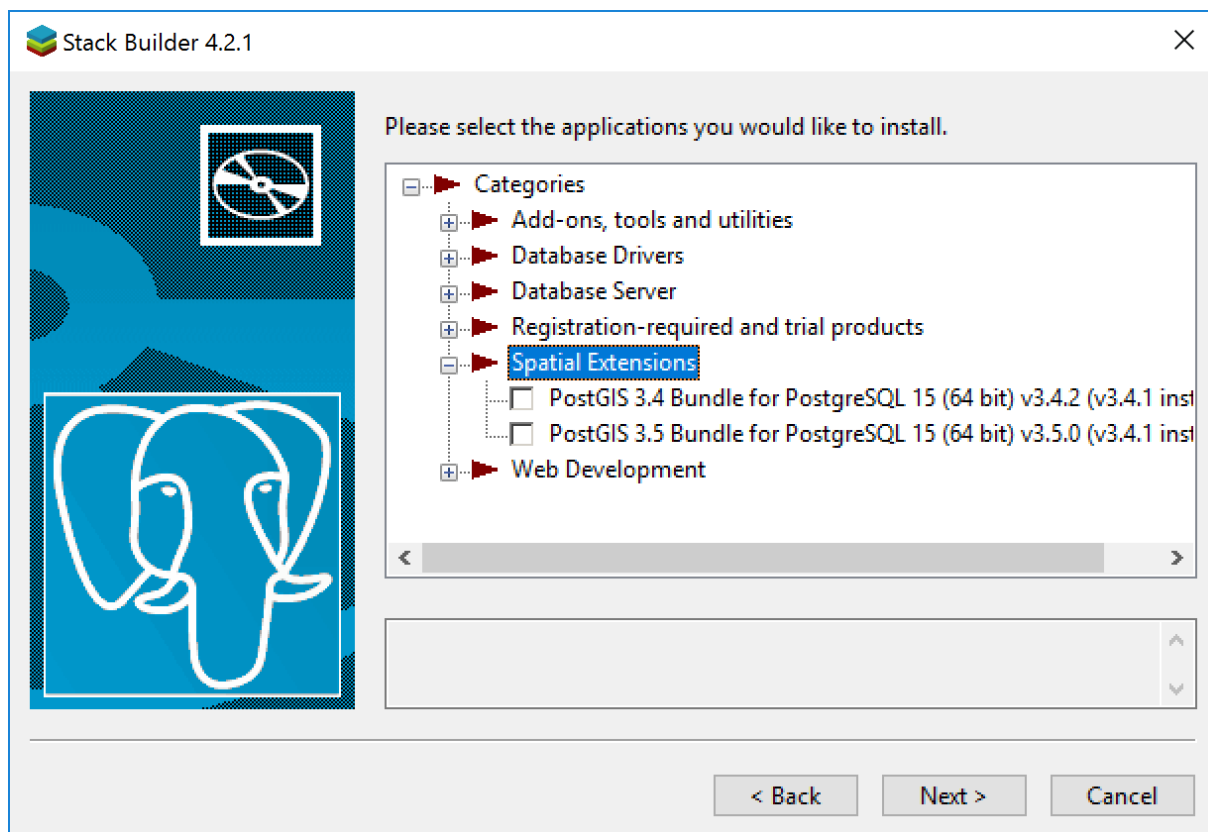 Stack Builder 4.2.1
Please select the applications you would like to install.
Categories
Add-ons, tools and utilities
Database Drivers
Database Server
Registration-required and trial products
Spatial Extensions
PostGIS 3.4 Bundle for PostgreSQL 15 (64 bit) v3.4.2 (v3.4.1 inst
PostGIS 3.5 Bundle for PostgreSQL 15 (64 bit) v3.5.0 (v3.4.1 inst
Web Development
< Back Next > Cancel